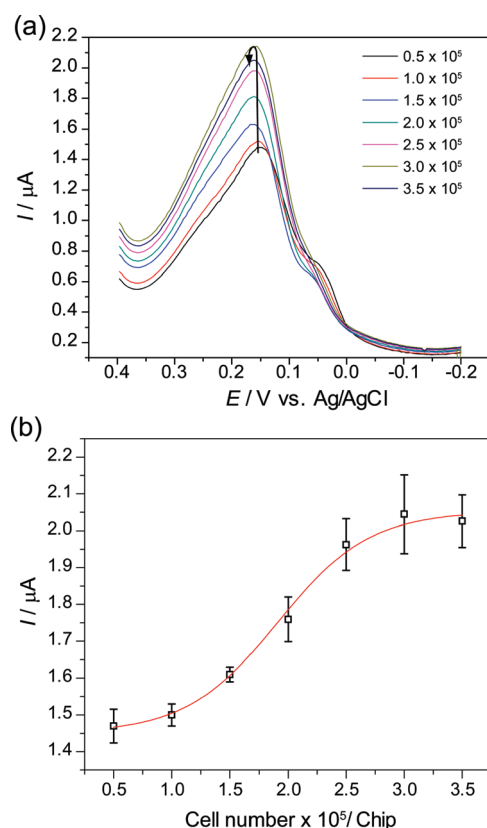 (a)
2.2
2.0
1.8
1.6
1.4
1.2
1.0
0.8
0.6
0.4
0.2
I / μA
0.5 x 10⁵
1.0 x 10⁵
1.5 x 10⁵
2.0 x 10⁵
2.5 x 10⁵
3.0 x 10⁵
3.5 x 10⁵
0.4 0.3 0.2 0.1 0.0 -0.1 -0.2
E / V vs. Ag/AgCl
(b)
2.2
2.1
2.0
1.9
1.8
1.7
1.6
1.5
1.4
I / μA
0.5 1.0 1.5 2.0 2.5 3.0 3.5
Cell number x 10⁵/ Chip